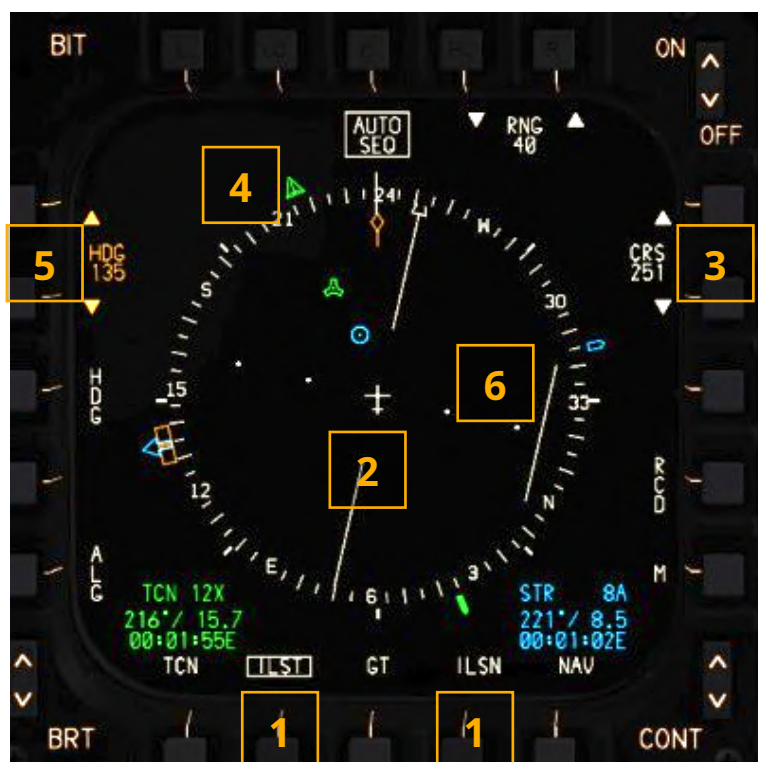 BIT
ON
OFF
AUTO
SEQ
RNG
40
4
24
21
W
S
30
5
HDG
135
CRS
251
3
HDG
15
6
33
2
12
N
RCD
E
3
6
ALG
M
TCN 12X
216°/ 15.7
00:01:55E
STR 8A
221°/ 8.5
00:01:02E
TCN
ILST
GT
ILSN
NAV
1
1
BRT
CONT